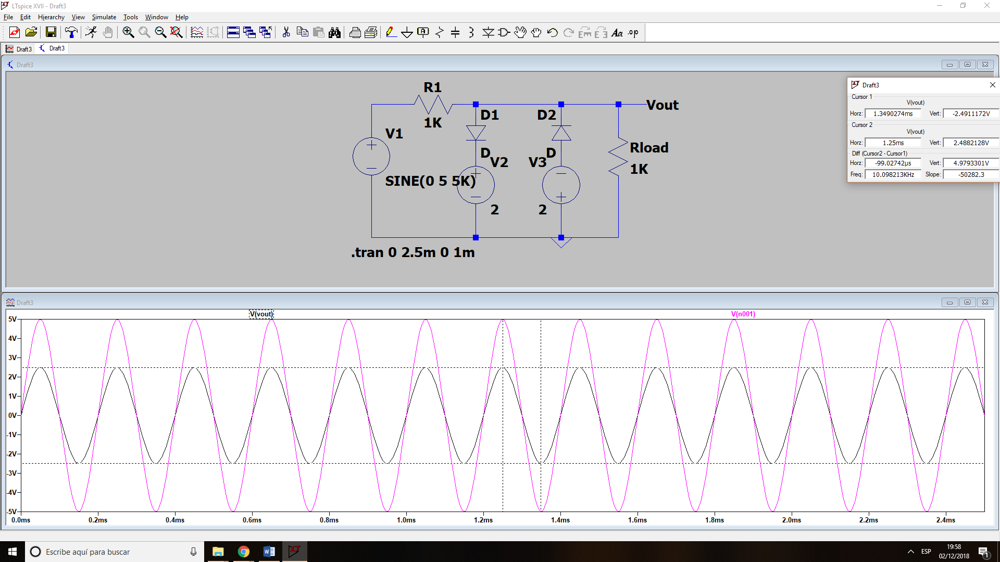 LTspice XVII - Draft3
File Edit Hjerarchy View Simulate Tools Window Help
Draft3 Draft3
Draft3
R1
1K
V1
SINE(0 5 5K)
D1
D
V2
2
D2
D
V3
2
Vout
Rload
1K
.tran 0 2.5m 0 1m
Draft3
Cursor 1
V(vout)
Horz: 1.3490274ms Vert: -2.4911172V
Cursor 2
V(vout)
Horz: 1.25ms Vert: 2.4882128V
Diff (Cursor2 - Cursor1)
Horz: -99.02742µs Vert: 4.9793301V
Freq: 10.098213KHz Slope: -50282.3
Draft3
V(vout) V(n001)
5V
4V
3V
2V
1V
0V
-1V
-2V
-3V
-4V
-5V
0.0ms 0.2ms 0.4ms 0.6ms 0.8ms 1.0ms 1.2ms 1.4ms 1.6ms 1.8ms 2.0ms 2.2ms 2.4ms
Escribe aquí para buscar
ESP
19:58
02/12/2018
1